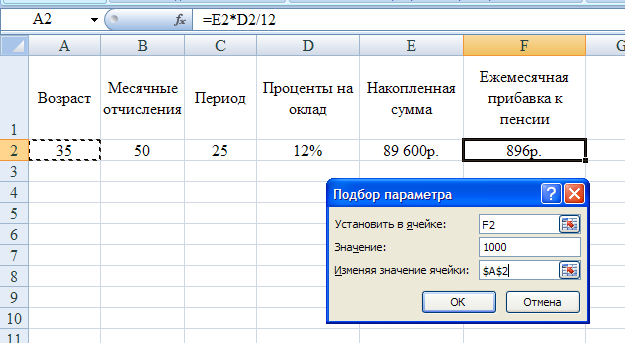 A2
fx
=E2*D2/12
A B C D E F G
1
Возраст
Месячные
отчисления
Период
Проценты на
оклад
Накопленная
сумма
Ежемесячная
прибавка к
пенсии
2 35 50 25 12% 89 600р. 896р.
3
4
5
6
7
8
9
10
11
Подбор параметра
?
Установить в ячейке: F2
Значение: 1000
Изменяя значение ячейки: $A$2
ОК Отмена